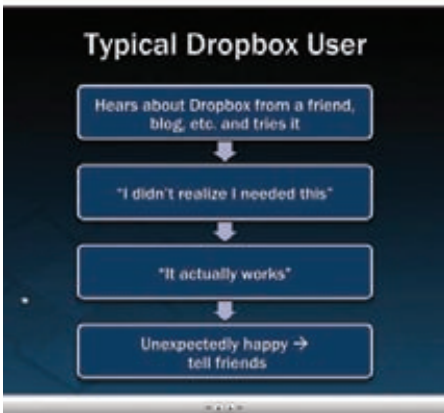 Typical Dropbox User
Hears about Dropbox from a friend,
blog, etc. and tries it
"I didn't realize I needed this"
"It actually works"
Unexpectedly happy →
tell friends